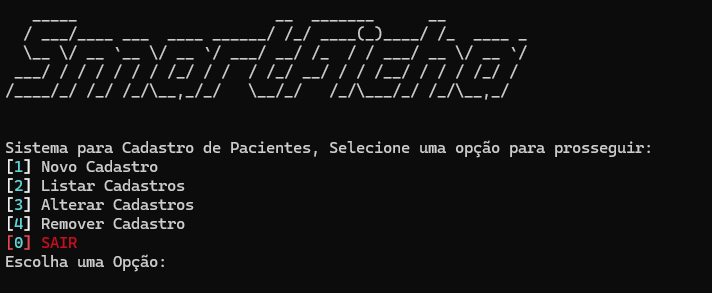 SmartFicha
Sistema para Cadastro de Pacientes, Selecione uma opção para prosseguir:
[1] Novo Cadastro
[2] Listar Cadastros
[3] Alterar Cadastros
[4] Remover Cadastro
[0] SAIR
Escolha uma Opção: